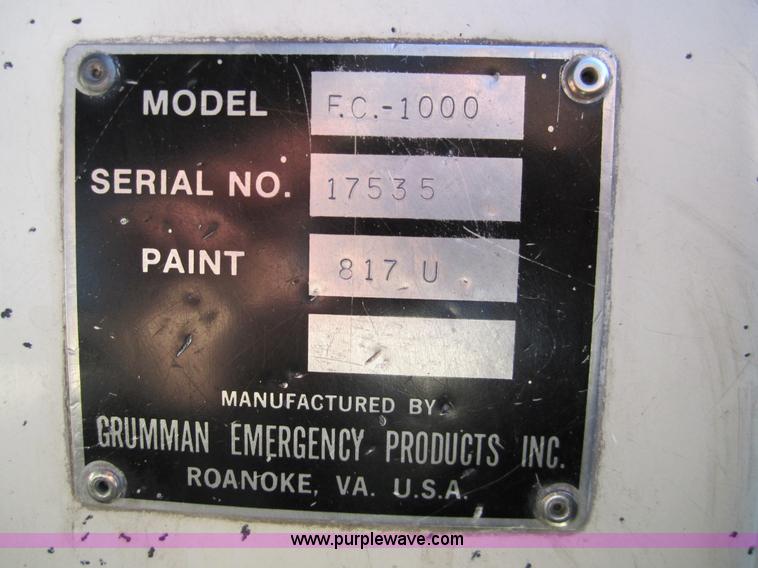 MODEL F.C.-1000
SERIAL NO. 17535
PAINT 817 U
MANUFACTURED BY
GRUMMAN EMERGENCY PRODUCTS INC.
ROANOKE, VA. U.S.A.
www.purplewave.com